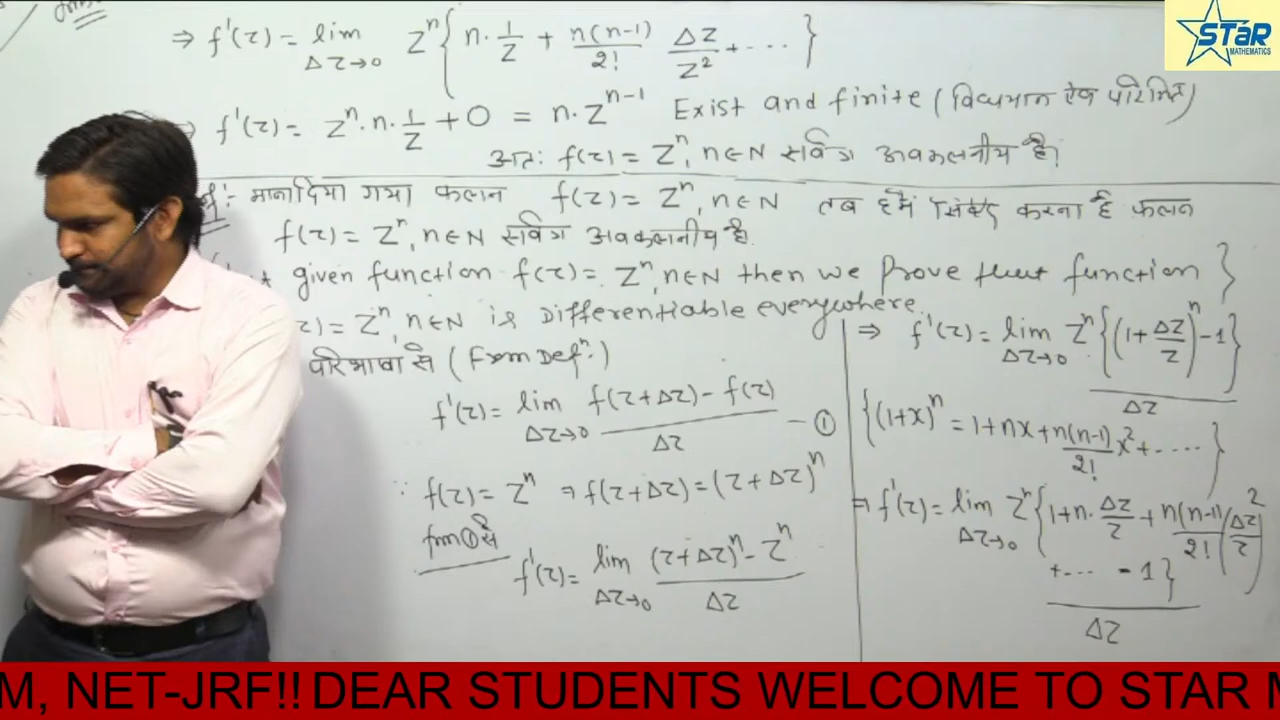 ⇒ f'(z) = lim Δz→0 z^n { n·1/z + n(n-1)/2! Δz/z² + ---- }
f'(z) = z^n·n·1/z + 0 = n·z^(n-1) Exist and finite (विध्यमान ऐंव परिमित)
अतः f(z) = z^n, n∈N सर्वत्र अवकलनीय है।
मानादिया गया फलन f(z) = z^n, n∈N तब हमें सिध्द करना है फलन
f(z) = z^n, n∈N सर्वत्र अवकलनीय है।
given function f(z) = z^n, n∈N then we Prove that function }
z) = z^n, n∈N is Differentiable everywhere.
परिभाषा से (From Def^n.)
f'(z) = lim Δz→0 f(z+Δz) - f(z) / Δz — ①
∵ f(z) = z^n ⇒ f(z+Δz) = (z+Δz)^n
from ① से
f'(z) = lim Δz→0 (z+Δz)^n - z^n / Δz
⇒ f'(z) = lim Δz→0 z^n { (1+Δz/z)^n - 1 } / Δz
{ (1+x)^n = 1+nx+n(n-1)/2! x² + ----- }
⇒ f'(z) = lim Δz→0 z^n { 1+n·Δz/z + n(n-1)/2! (Δz/z)²
+---- -1 } / Δz
STAR
MATHEMATICS
M, NET-JRF!! DEAR STUDENTS WELCOME TO STAR M